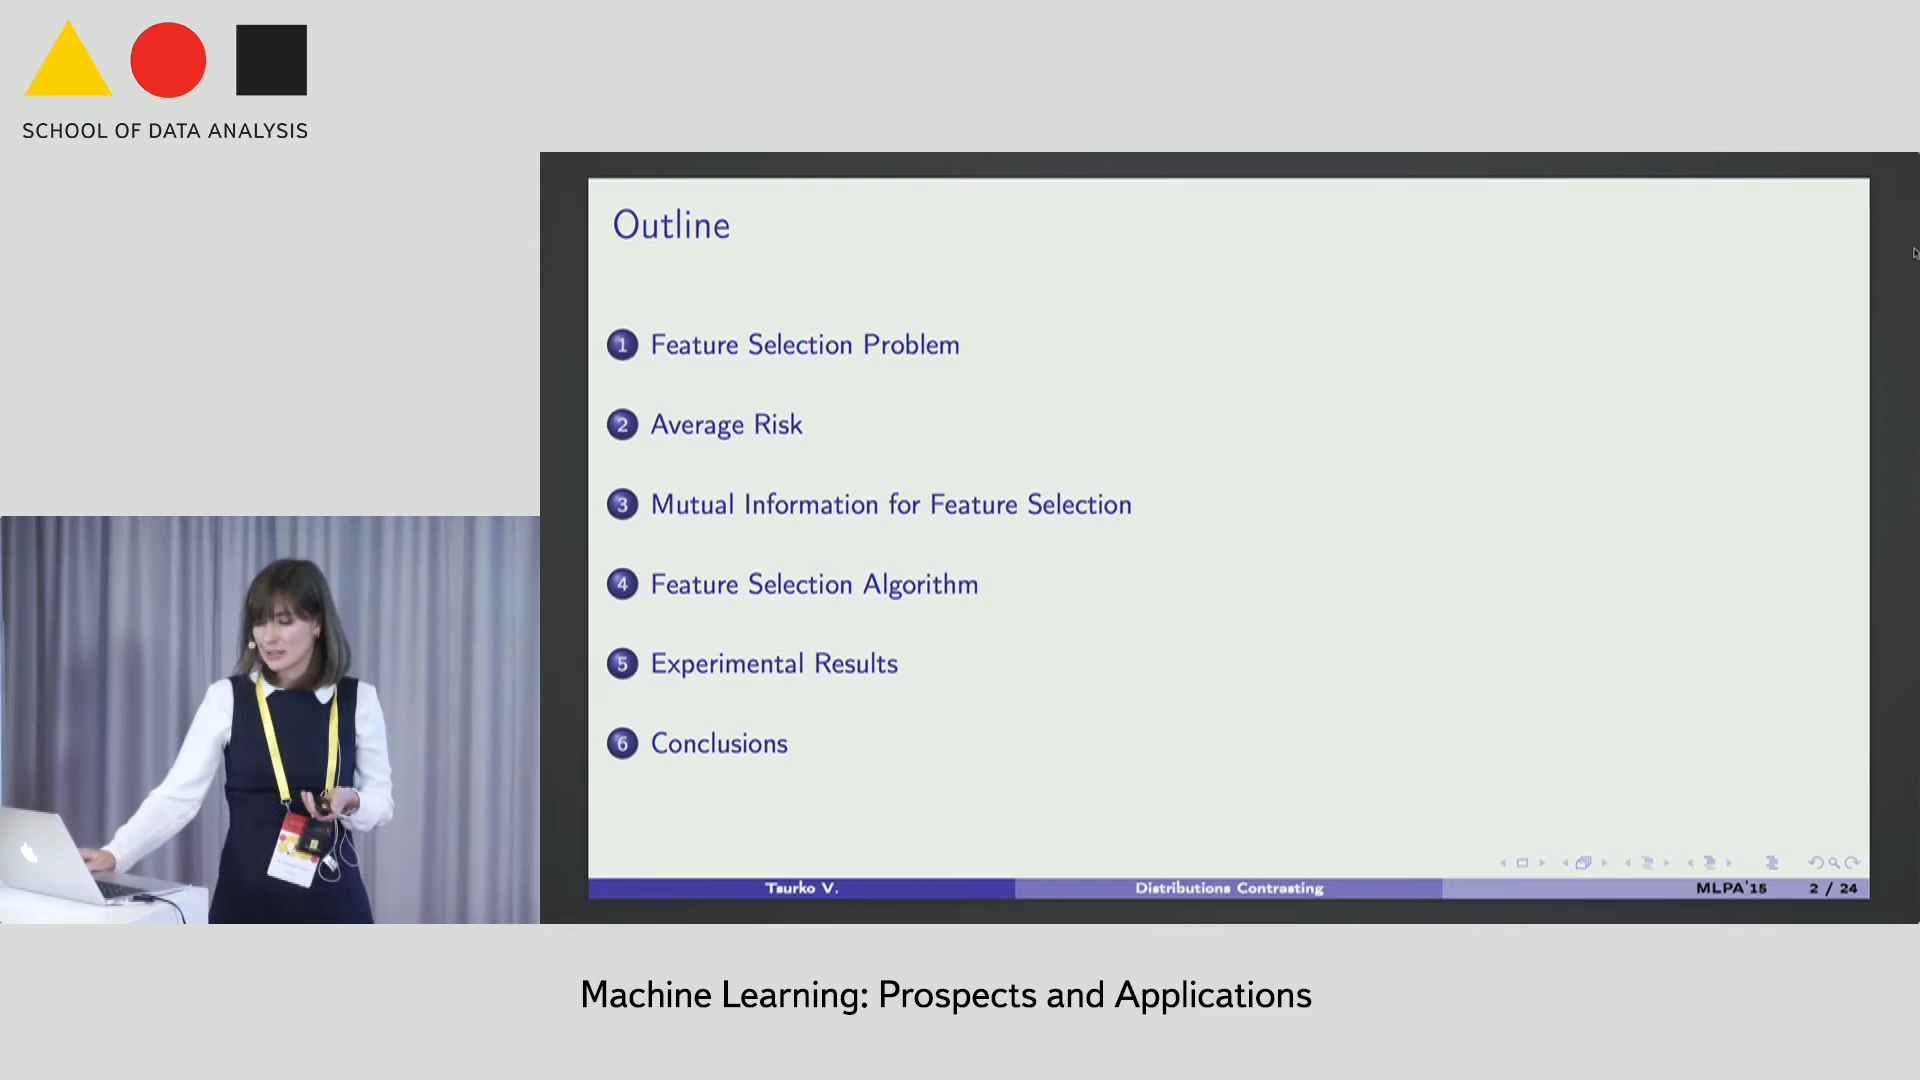 SCHOOL OF DATA ANALYSIS
Outline
1 Feature Selection Problem
2 Average Risk
3 Mutual Information for Feature Selection
4 Feature Selection Algorithm
5 Experimental Results
6 Conclusions
Tsurko V. Distributions Contrasting MLPA'15 2 / 24
Machine Learning: Prospects and Applications